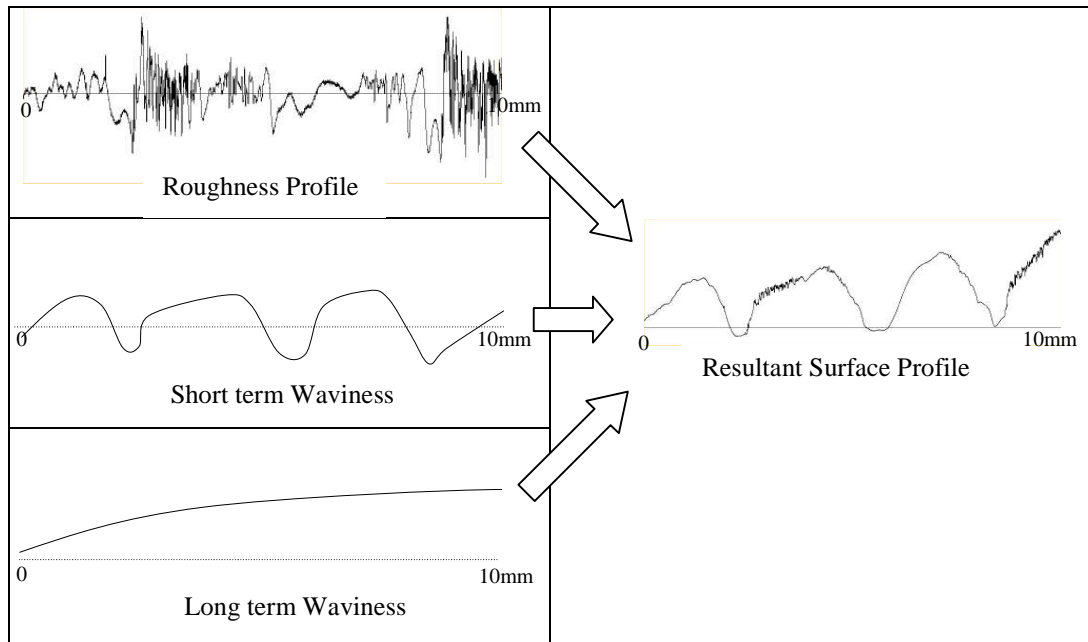 0
10mm
Roughness Profile
0
10mm
Short term Waviness
0
10mm
Long term Waviness
0
10mm
Resultant Surface Profile